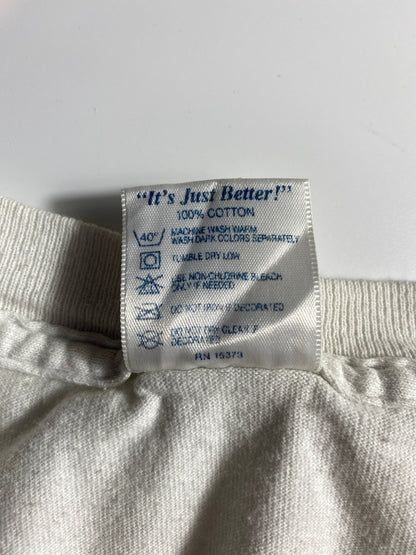 "It's Just Better!"
100% COTTON
40°
MACHINE WASH WARM
WASH DARK COLORS SEPARATELY
TUMBLE DRY LOW
USE NON-CHLORINE BLEACH
ONLY IF NEEDED
DO NOT IRON IF DECORATED
DO NOT DRY CLEAN IF
DECORATED
RN 15373